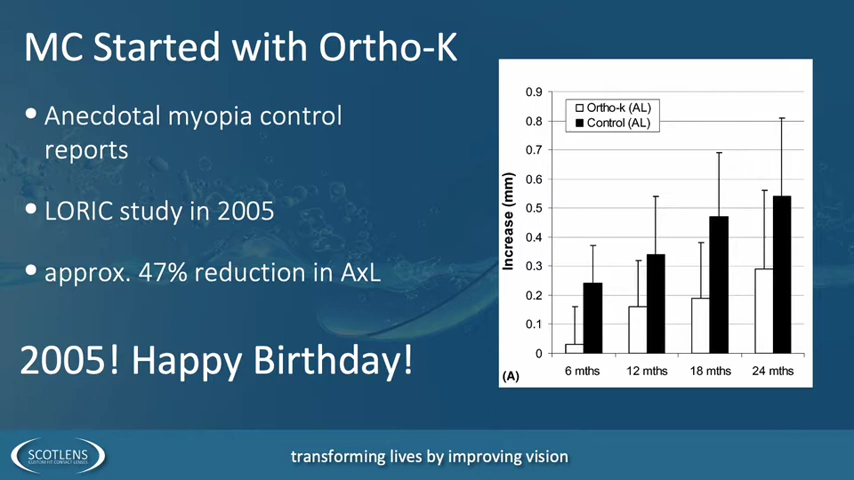 MC Started with Ortho-K
• Anecdotal myopia control
reports
• LORIC study in 2005
• approx. 47% reduction in AxL
2005! Happy Birthday!
Ortho-k (AL)
Control (AL)
Increase (mm)
0.9
0.8
0.7
0.6
0.5
0.4
0.3
0.2
0.1
0
6 mths 12 mths 18 mths 24 mths
(A)
SCOTLENS
CUSTOM FIT CONTACT LENSES
transforming lives by improving vision